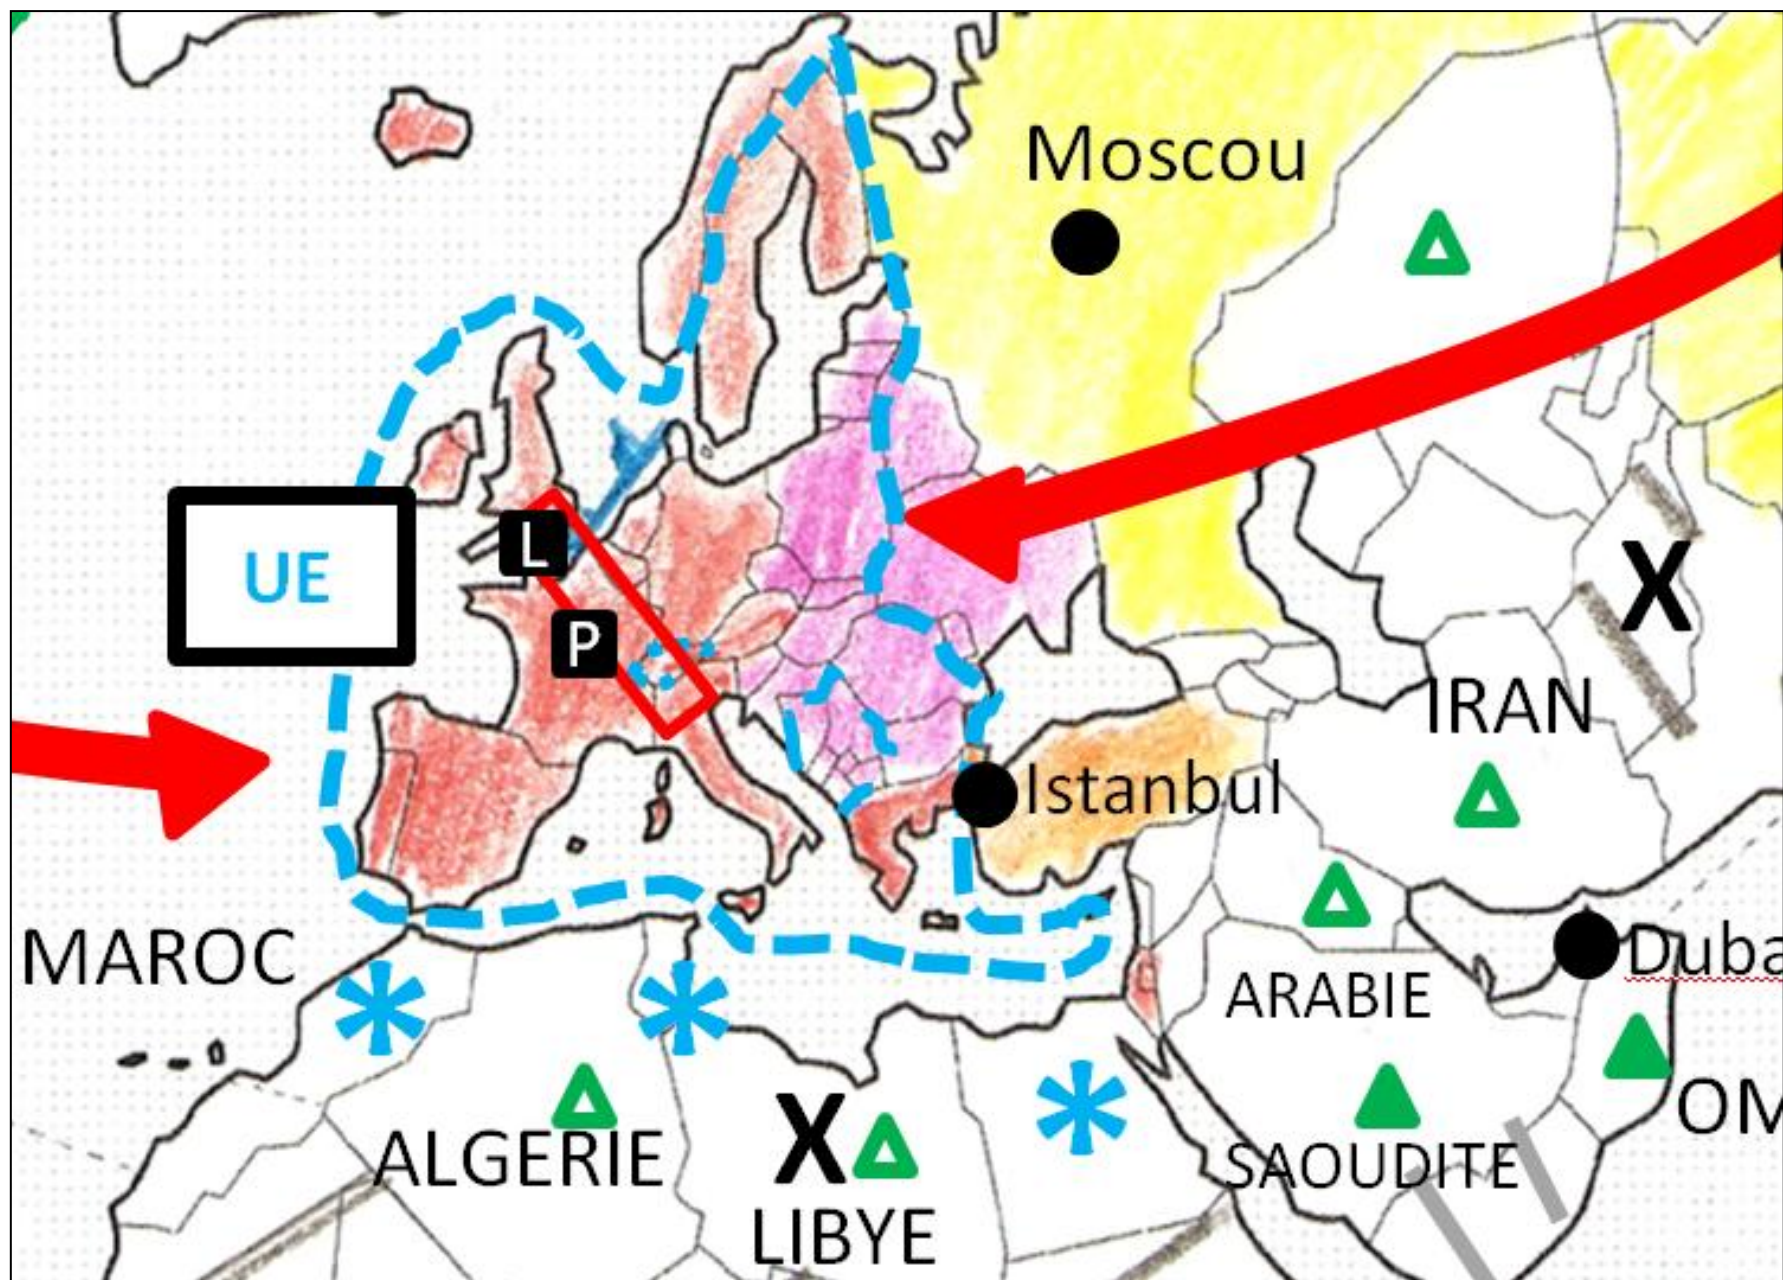 Moscou
L
UE
P
X
IRAN
Istanbul
MAROC
Duba
ARABIE
OM
X
ALGERIE
SAOUDITE
LIBYE